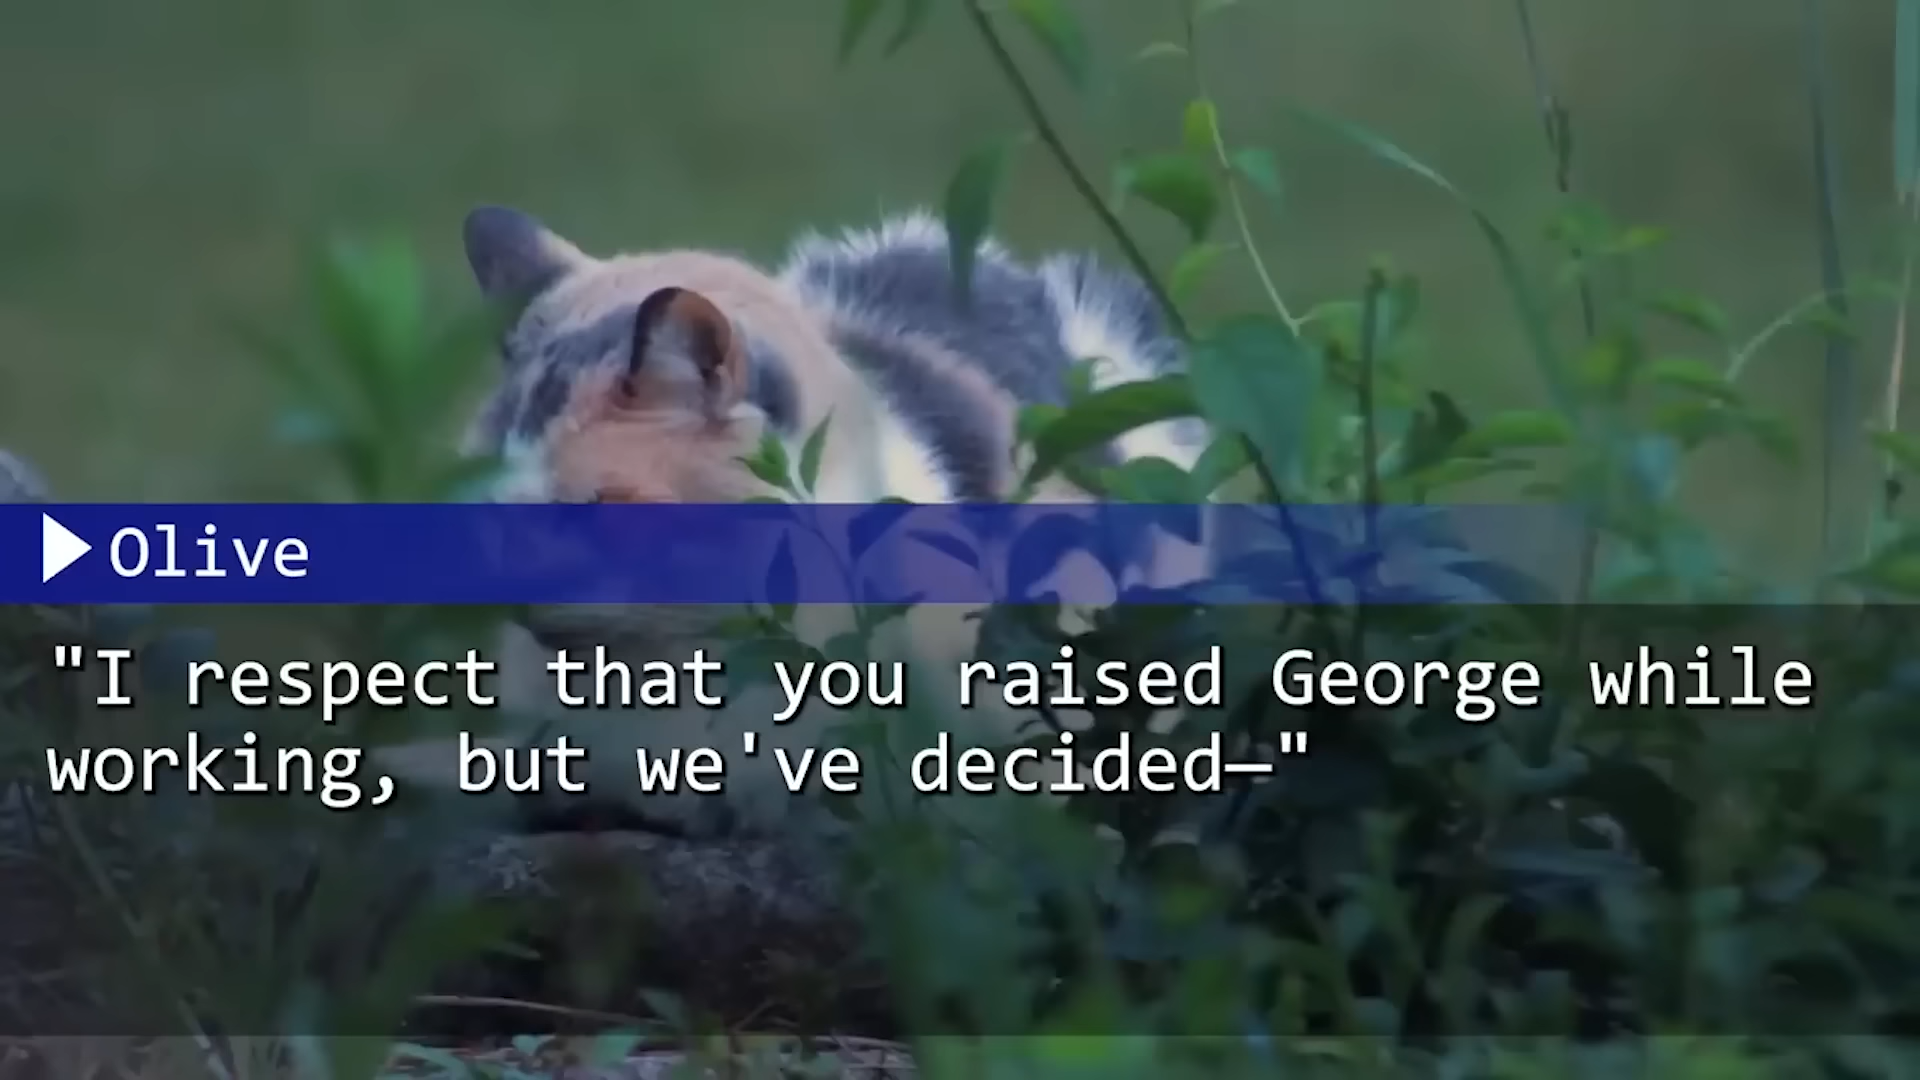 Olive
"I respect that you raised George while
working, but we've decided—"